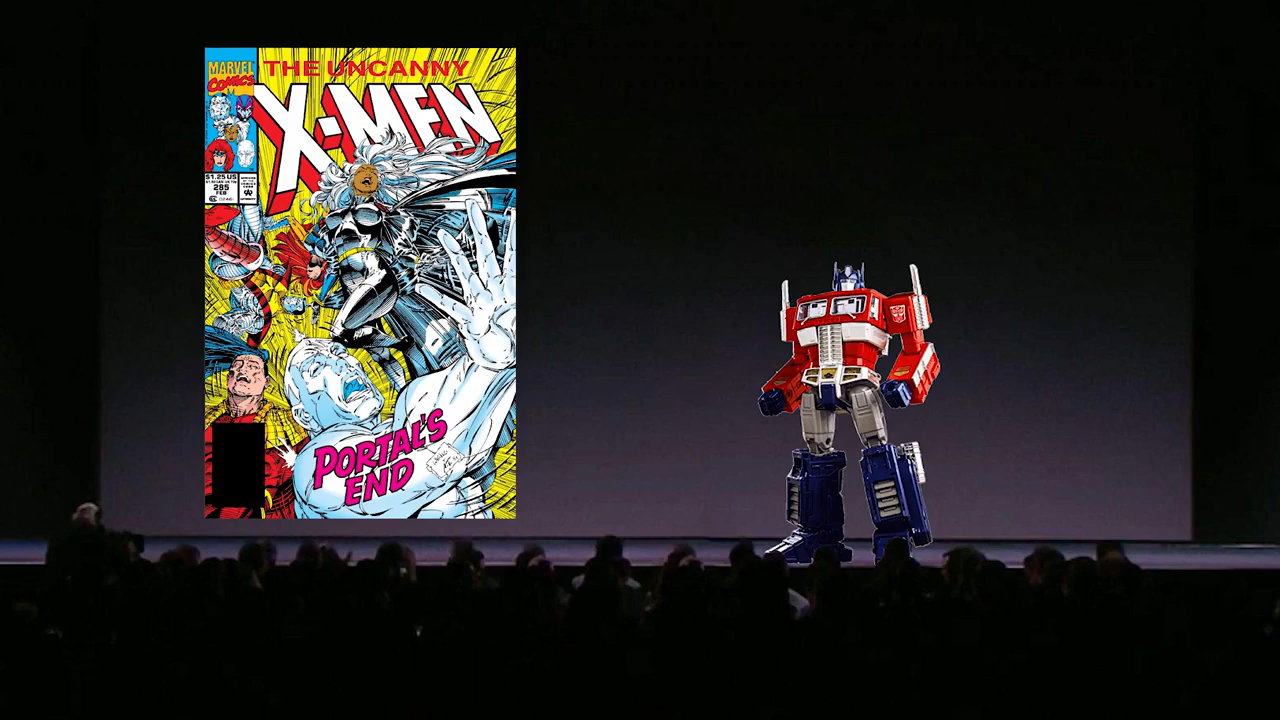 MARVEL
COMICS
THE UNCANNY
X-MEN
$1.25 US
285
FEB
PORTAL'S
END